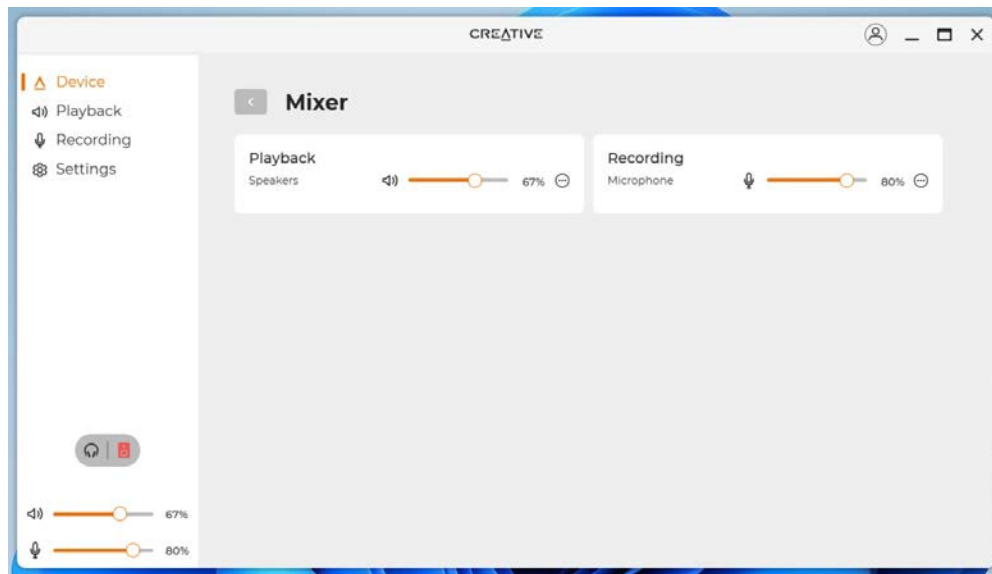 CREATIVE
Device
Playback
Recording
Settings
Mixer
Playback
Speakers
67%
Recording
Microphone
80%
67%
80%